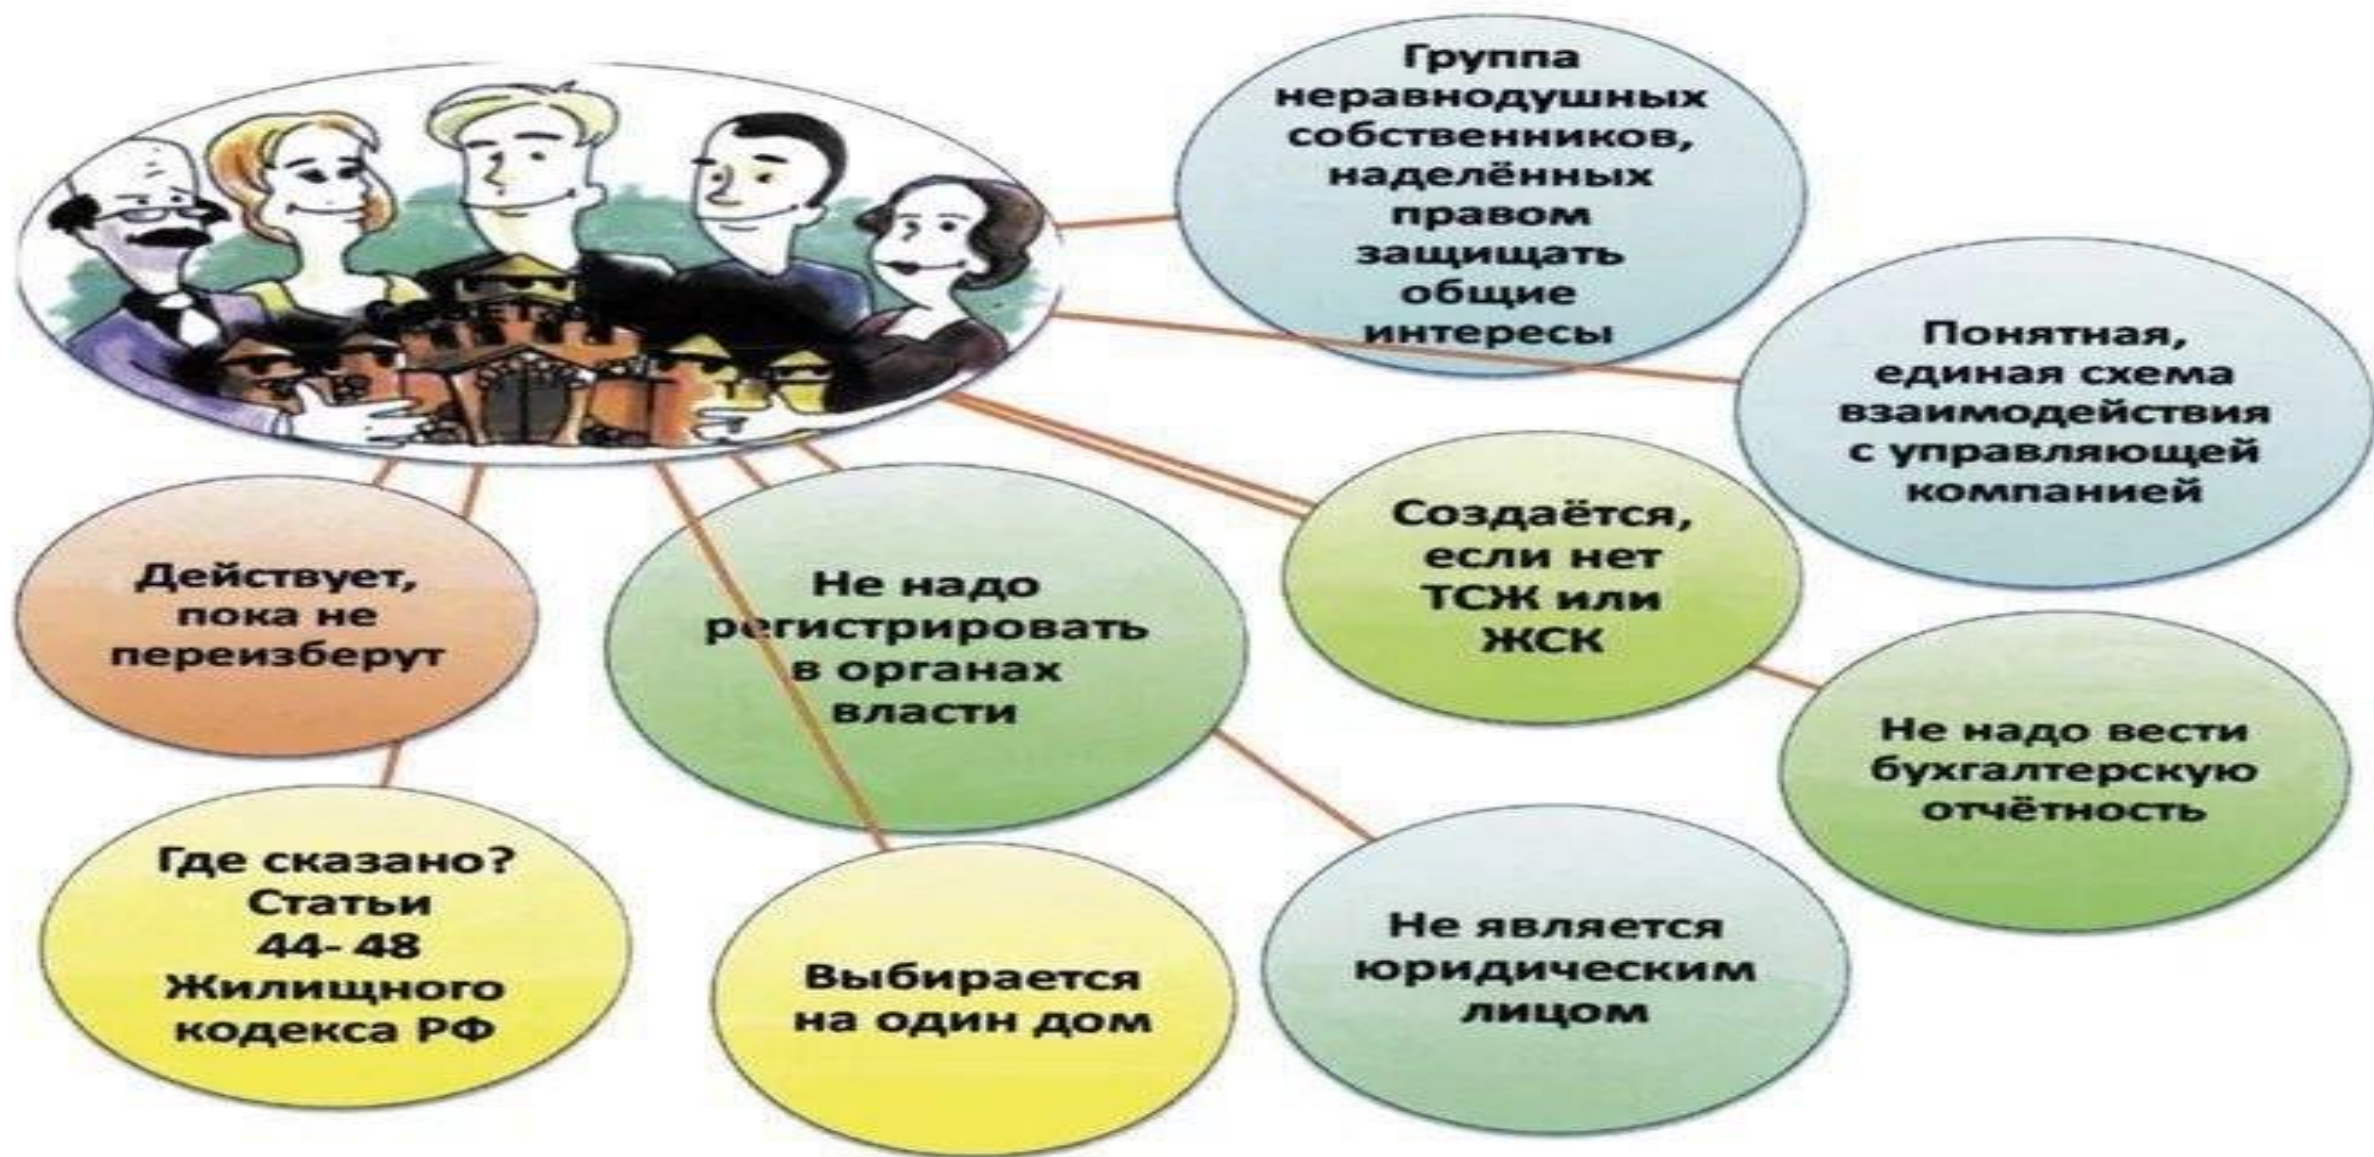 Группа
неравнодушных
собственников,
наделённых
правом
защищать
общие
интересы
Понятная,
единая схема
взаимодействия
с управляющей
компанией
Создаётся,
если нет
ТСЖ или
ЖСК
Не надо
регистрировать
в органах
власти
Действует,
пока не
переизберут
Не надо вести
бухгалтерскую
отчётность
Где сказано?
Статьи
44- 48
Жилищного
кодекса РФ
Выбирается
на один дом
Не является
юридическим
лицом